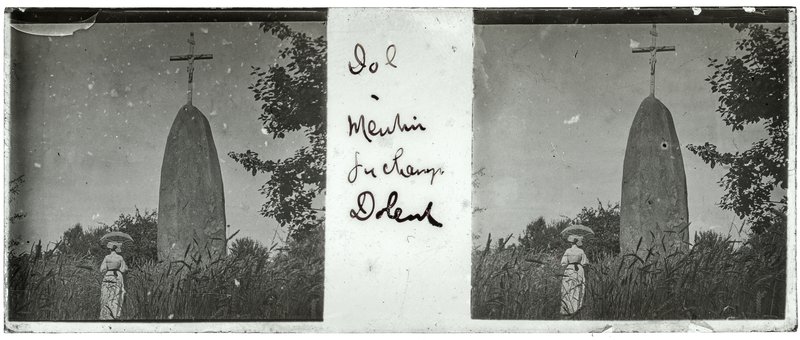 Dol
Menhir
du champ
Dolent